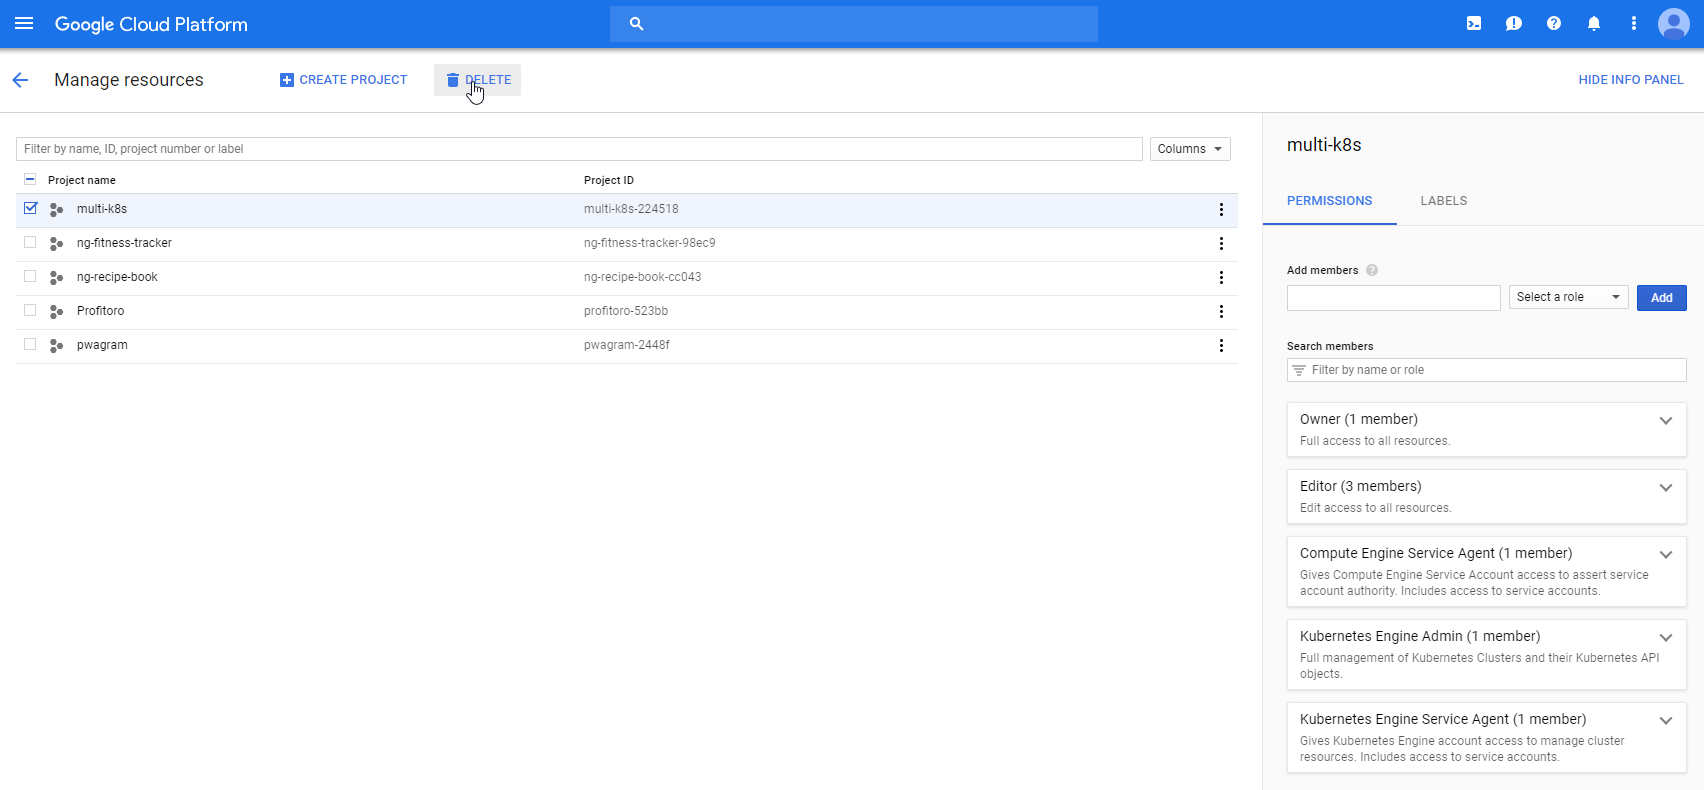 Google Cloud Platform
Manage resources
CREATE PROJECT
DELETE
HIDE INFO PANEL
Filter by name, ID, project number or label
Columns
Project name Project ID
multi-k8s multi-k8s-224518
ng-fitness-tracker ng-fitness-tracker-98ec9
ng-recipe-book ng-recipe-book-cc043
Profitoro profitoro-523bb
pwagram pwagram-2448f
multi-k8s
PERMISSIONS LABELS
Add members
Select a role Add
Search members
Filter by name or role
Owner (1 member)
Full access to all resources.
Editor (3 members)
Edit access to all resources.
Compute Engine Service Agent (1 member)
Gives Compute Engine Service Account access to assert service
account authority. Includes access to service accounts.
Kubernetes Engine Admin (1 member)
Full management of Kubernetes Clusters and their Kubernetes API
objects.
Kubernetes Engine Service Agent (1 member)
Gives Kubernetes Engine account access to manage cluster
resources. Includes access to service accounts.